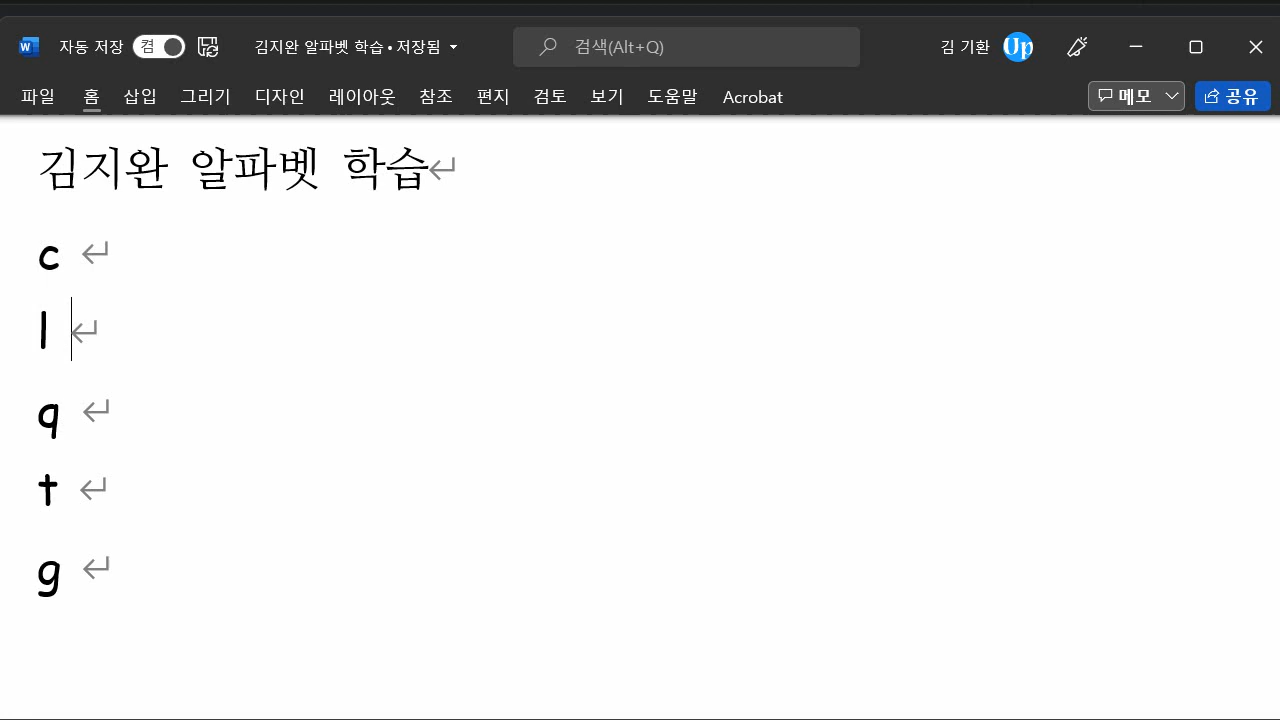 자동 저장 켬 김지완 알파벳 학습 • 저장됨 검색(Alt+Q) 김 기환 Up
파일 홈 삽입 그리기 디자인 레이아웃 참조 편지 검토 보기 도움말 Acrobat 메모 공유
김지완 알파벳 학습
c
l
q
t
g